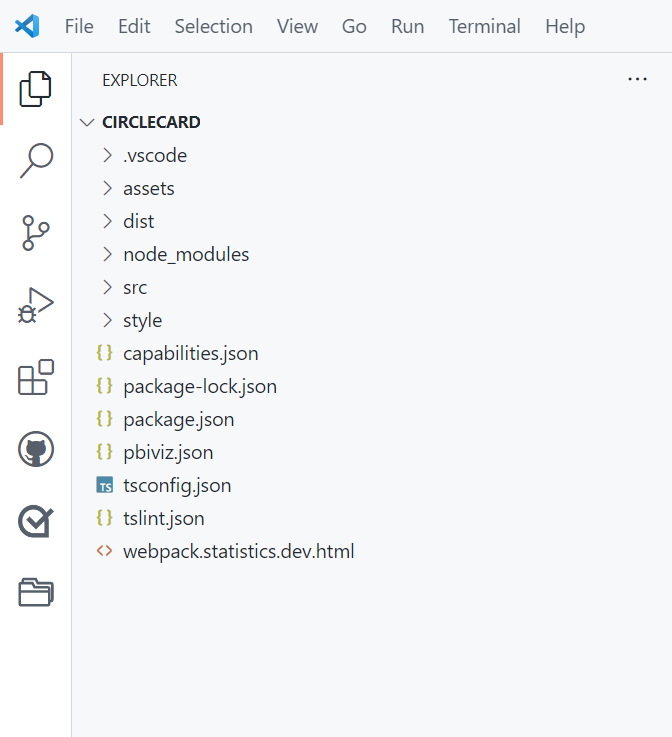 File Edit Selection View Go Run Terminal Help
EXPLORER
CIRCLECARD
.vscode
assets
dist
node_modules
src
style
{} capabilities.json
{} package-lock.json
{} package.json
{} pbiviz.json
TS tsconfig.json
{} tslint.json
<> webpack.statistics.dev.html